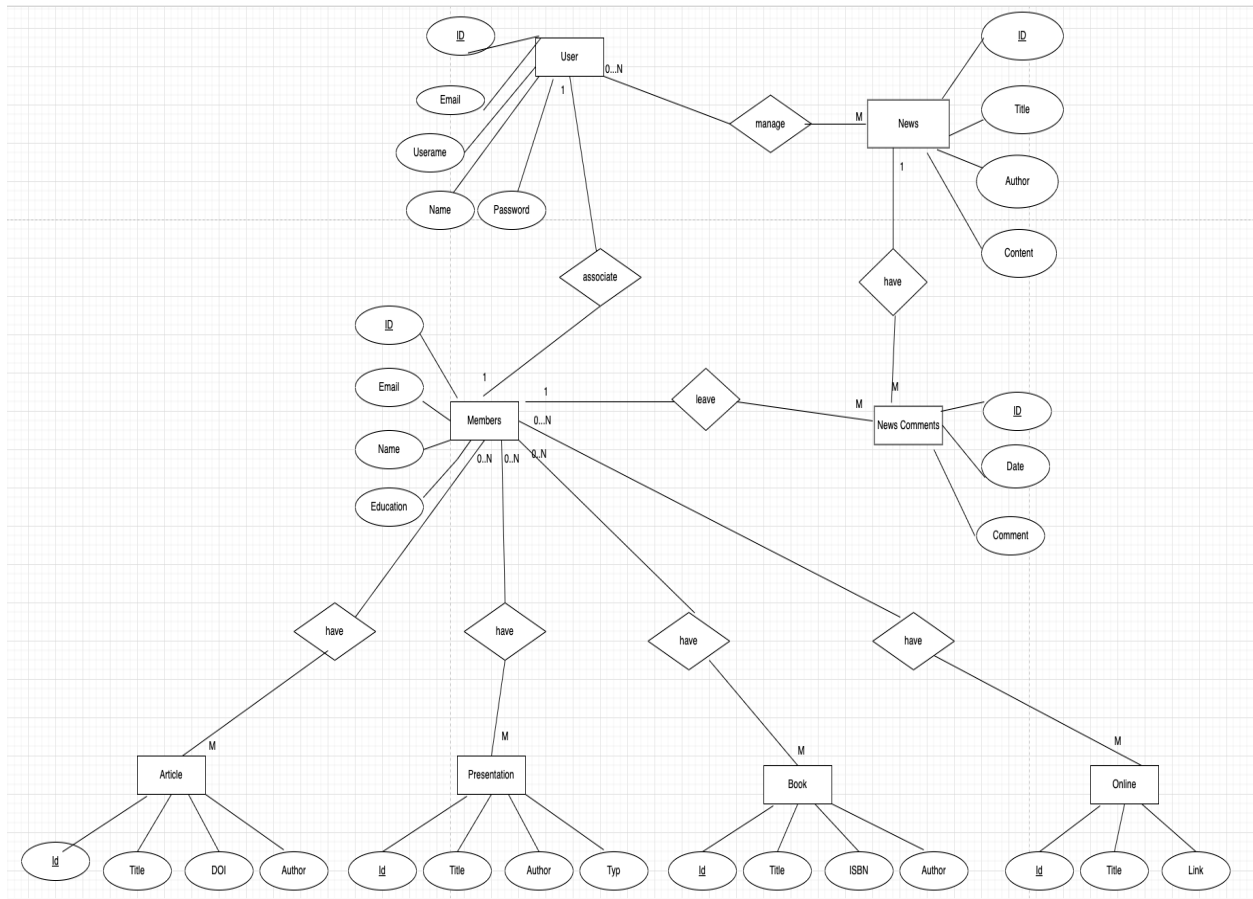 ID
User
0...N
ID
Email
1
manage
M
News
Title
Userame
1
Author
Name
Password
Content
associate
have
ID
Email
1
1
leave
M
M
Members
0...N
News Comments
ID
Name
0..N
0..N
0..N
Date
Education
Comment
have
have
have
have
M
M
M
M
Article
Presentation
Book
Online
Id
Title
DOI
Author
Id
Title
Author
Typ
Id
Title
ISBN
Author
Id
Title
Link